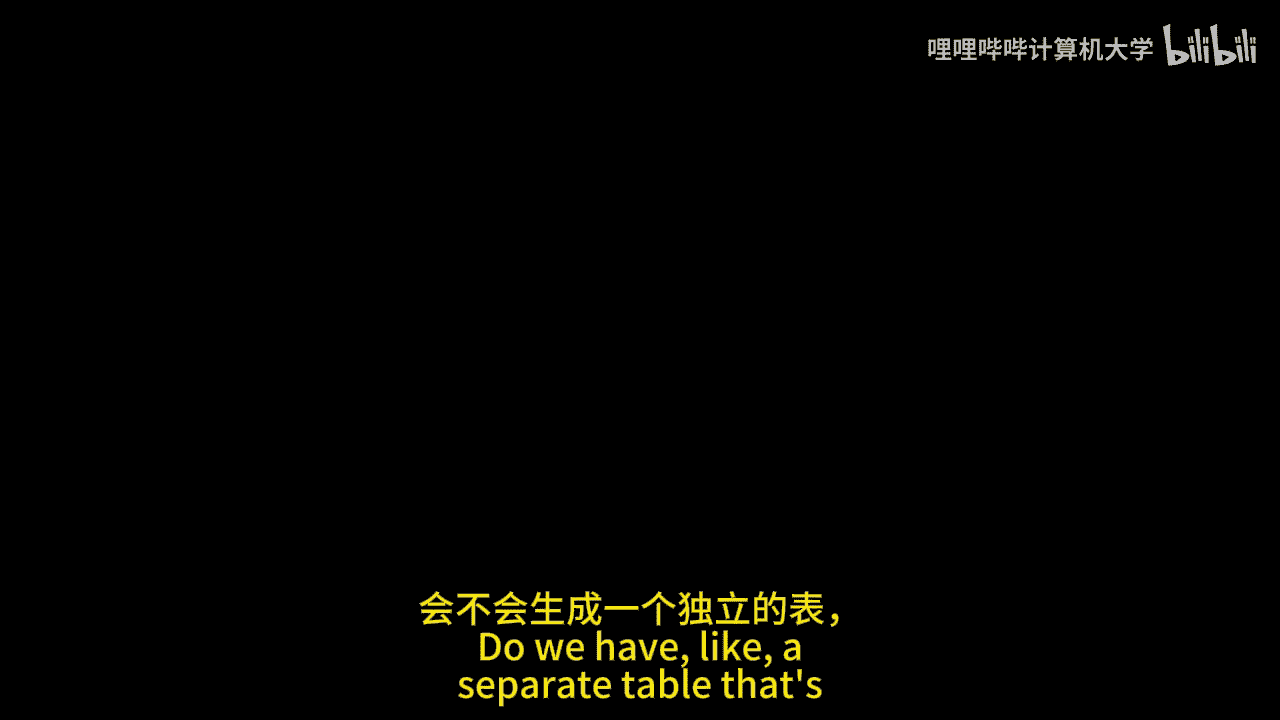 哩哩哔哔计算机大学 bilibili
会不会生成一个独立的表，
Do we have, like, a
separate table that's